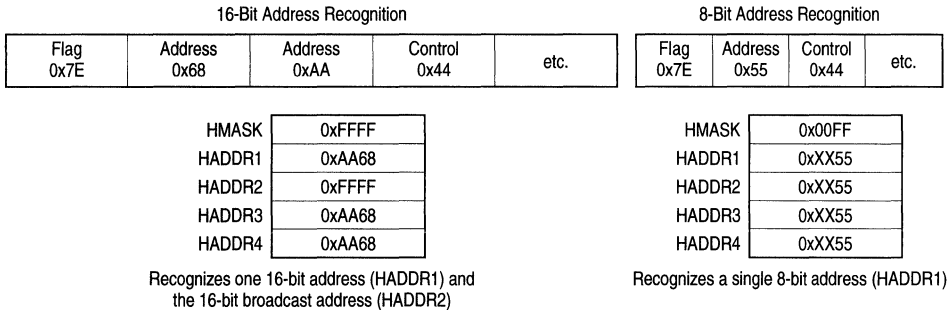 16-Bit Address Recognition
Flag Address Address Control etc.
0x7E 0x68 0xAA 0x44
HMASK 0xFFFF
HADDR1 0xAA68
HADDR2 0xFFFF
HADDR3 0xAA68
HADDR4 0xAA68
Recognizes one 16-bit address (HADDR1) and
the 16-bit broadcast address (HADDR2)
8-Bit Address Recognition
Flag Address Control etc.
0x7E 0x55 0x44
HMASK 0x00FF
HADDR1 0xXX55
HADDR2 0xXX55
HADDR3 0xXX55
HADDR4 0xXX55
Recognizes a single 8-bit address (HADDR1)